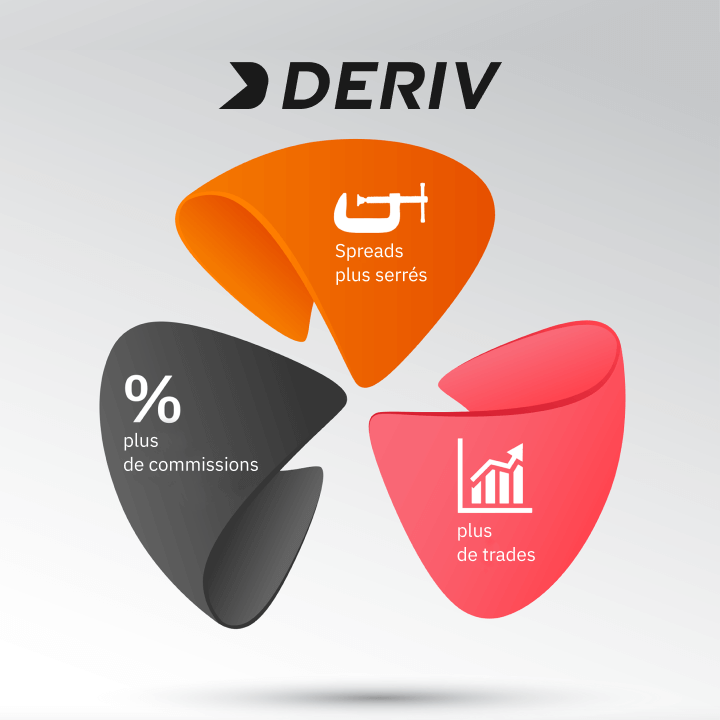 DERIV
Spreads
plus serrés
%
plus
de commissions
plus
de trades